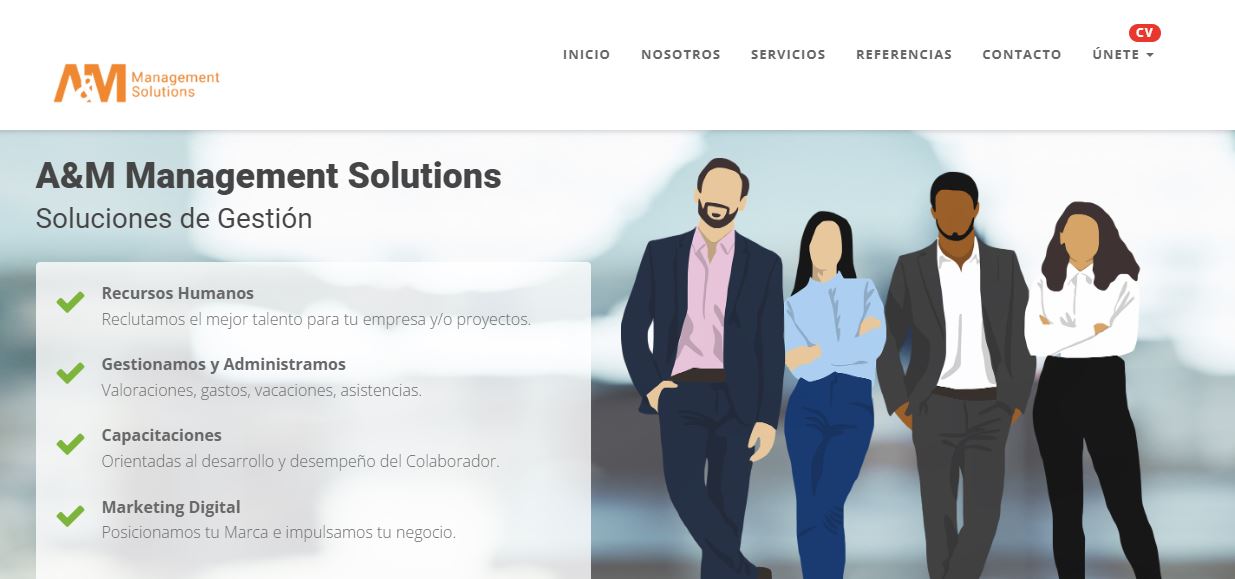 CV
INICIO NOSOTROS SERVICIOS REFERENCIAS CONTACTO ÚNETE
A&M Management
Solutions
A&M Management Solutions
Soluciones de Gestión
Recursos Humanos
Reclutamos el mejor talento para tu empresa y/o proyectos.
Gestionamos y Administramos
Valoraciones, gastos, vacaciones, asistencias.
Capacitaciones
Orientadas al desarrollo y desempeño del Colaborador.
Marketing Digital
Posicionamos tu Marca e impulsamos tu negocio.